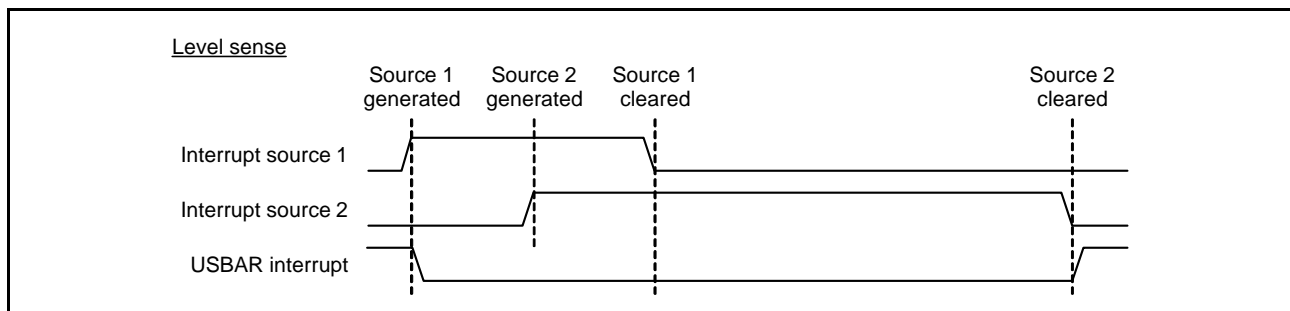 Level sense
Source 1 generated
Source 2 generated
Source 1 cleared
Source 2 cleared
Interrupt source 1
Interrupt source 2
USBAR interrupt